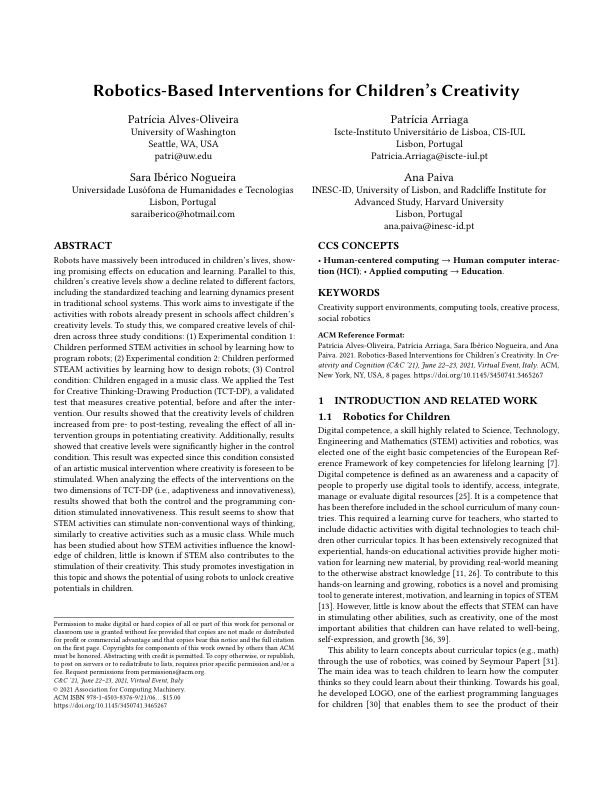 Robotics-Based Interventions for Children's Creativity
Patrícia Alves-Oliveira
University of Washington
Seattle, WA, USA
patri@uw.edu
Patrícia Arriaga
Iscte-Instituto Universitário de Lisboa, CIS-IUL
Lisbon, Portugal
Patricia.Arriaga@iscte-iul.pt
Sara Ibérico Nogueira
Universidade Lusófona de Humanidades e Tecnologias
Lisbon, Portugal
saraiberico@hotmail.com
Ana Paiva
INESC-ID, University of Lisbon, and Radcliffe Institute for
Advanced Study, Harvard University
Lisbon, Portugal
ana.paiva@inesc-id.pt
ABSTRACT
Robots have massively been introduced in children's lives, show-
ing promising effects on education and learning. Parallel to this,
children's creative levels show a decline related to different factors,
including the standardized teaching and learning dynamics present
in traditional school systems. This work aims to investigate if the
activities with robots already present in schools affect children's
creativity levels. To study this, we compared creative levels of chil-
dren across three study conditions: (1) Experimental condition 1:
Children performed STEM activities in school by learning how to
program robots; (2) Experimental condition 2: Children performed
STEAM activities by learning how to design robots; (3) Control
condition: Children engaged in a music class. We applied the Test
for Creative Thinking-Drawing Production (TCT-DP), a validated
test that measures creative potential, before and after the inter-
vention. Our results showed that the creativity levels of children
increased from pre- to post-testing, revealing the effect of all in-
tervention groups in potentiating creativity. Additionally, results
showed that creative levels were significantly higher in the control
condition. This result was expected since this condition consisted
of an artistic musical intervention where creativity is foreseen to be
stimulated. When analyzing the effects of the interventions on the
two dimensions of TCT-DP (i.e., adaptiveness and innovativeness),
results showed that both the control and the programming con-
dition stimulated innovativeness. This result seems to show that
STEM activities can stimulate non-conventional ways of thinking,
similarly to creative activities such as a music class. While much
has been studied about how STEM activities influence the knowl-
edge of children, little is known if STEM also contributes to the
stimulation of their creativity. This study promotes investigation in
this topic and shows the potential of using robots to unlock creative
potentials in children.
Permission to make digital or hard copies of all or part of this work for personal or
classroom use is granted without fee provided that copies are not made or distributed
for profit or commercial advantage and that copies bear this notice and the full citation
on the first page. Copyrights for components of this work owned by others than ACM
must be honored. Abstracting with credit is permitted. To copy otherwise, or republish,
to post on servers or to redistribute to lists, requires prior specific permission and/or a
fee. Request permissions from permissions@acm.org.
C&C '21, June 22–23, 2021, Virtual Event, Italy
© 2021 Association for Computing Machinery.
ACM ISBN 978-1-4503-8376-9/21/06...$15.00
https://doi.org/10.1145/3450741.3465267
CCS CONCEPTS
• Human-centered computing → Human computer interac-
tion (HCI); • Applied computing → Education.
KEYWORDS
Creativity support environments, computing tools, creative process,
social robotics
ACM Reference Format:
Patrícia Alves-Oliveira, Patrícia Arriaga, Sara Ibérico Nogueira, and Ana
Paiva. 2021. Robotics-Based Interventions for Children's Creativity. In Cre-
ativity and Cognition (C&C '21), June 22–23, 2021, Virtual Event, Italy. ACM,
New York, NY, USA, 8 pages. https://doi.org/10.1145/3450741.3465267
1 INTRODUCTION AND RELATED WORK
1.1 Robotics for Children
Digital competence, a skill highly related to Science, Technology,
Engineering and Mathematics (STEM) activities and robotics, was
elected one of the eight basic competencies of the European Ref-
erence Framework of key competencies for lifelong learning [7].
Digital competence is defined as an awareness and a capacity of
people to properly use digital tools to identify, access, integrate,
manage or evaluate digital resources [25]. It is a competence that
has been therefore included in the school curriculum of many coun-
tries. This required a learning curve for teachers, who started to
include didactic activities with digital technologies to teach chil-
dren other curricular topics. It has been extensively recognized that
experiential, hands-on educational activities provide higher moti-
vation for learning new material, by providing real-world meaning
to the otherwise abstract knowledge [11, 26]. To contribute to this
hands-on learning and growing, robotics is a novel and promising
tool to generate interest, motivation, and learning in topics of STEM
[13]. However, little is know about the effects that STEM can have
in stimulating other abilities, such as creativity, one of the most
important abilities that children can have related to well-being,
self-expression, and growth [36, 39].
This ability to learn concepts about curricular topics (e.g., math)
through the use of robotics, was coined by Seymour Papert [31].
The main idea was to teach children to learn how the computer
thinks so they could learn about their thinking. Towards his goal,
he developed LOGO, one of the earliest programming languages
for children [30] that enables them to see the product of their